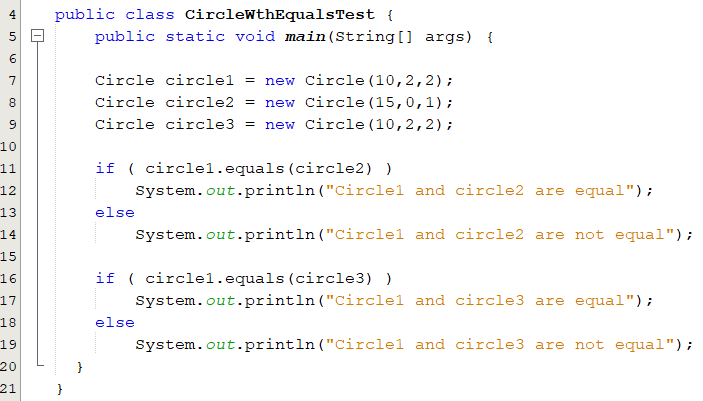 4 public class CircleWthEqualsTest {
5 public static void main(String[] args) {
6
7 Circle circle1 = new Circle(10,2,2);
8 Circle circle2 = new Circle(15,0,1);
9 Circle circle3 = new Circle(10,2,2);
10
11 if ( circle1.equals(circle2) )
12 System.out.println("Circle1 and circle2 are equal");
13 else
14 System.out.println("Circle1 and circle2 are not equal");
15
16 if ( circle1.equals(circle3) )
17 System.out.println("Circle1 and circle3 are equal");
18 else
19 System.out.println("Circle1 and circle3 are not equal");
20 }
21 }